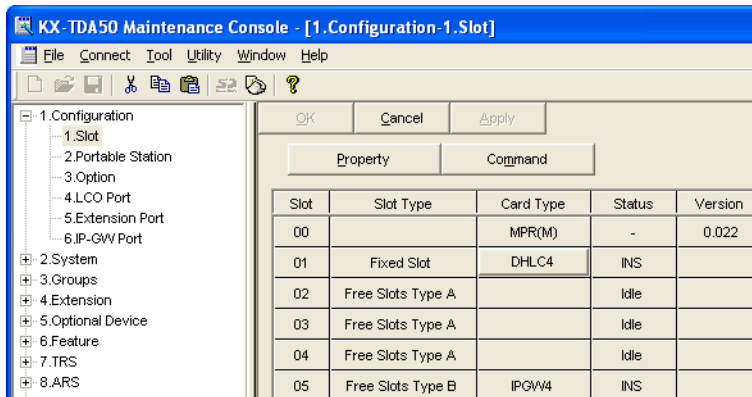 KX-TDA50 Maintenance Console - [1.Configuration-1.Slot]
File Connect Tool Utility Window Help
1.Configuration
1.Slot
2.Portable Station
3.Option
4.LCO Port
5.Extension Port
6.IP-GW Port
2.System
3.Groups
4.Extension
5.Optional Device
6.Feature
7.TRS
8.ARS
OK Cancel Apply
Property Command
Slot Slot Type Card Type Status Version
00 MPR(M) - 0.022
01 Fixed Slot DHLC4 INS
02 Free Slots Type A Idle
03 Free Slots Type A Idle
04 Free Slots Type A Idle
05 Free Slots Type B IPGW4 INS